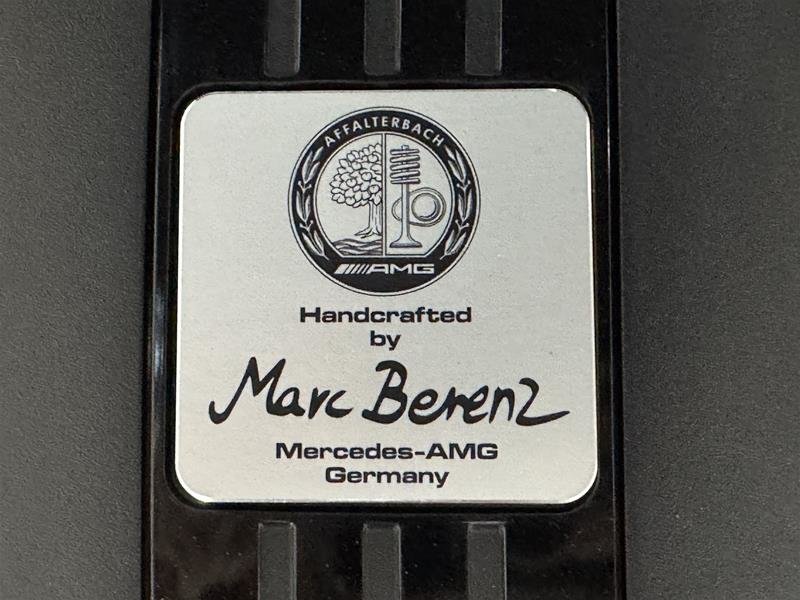 AFFALTERBACH
AMG
Handcrafted
by
Marc Berenz
Mercedes-AMG
Germany